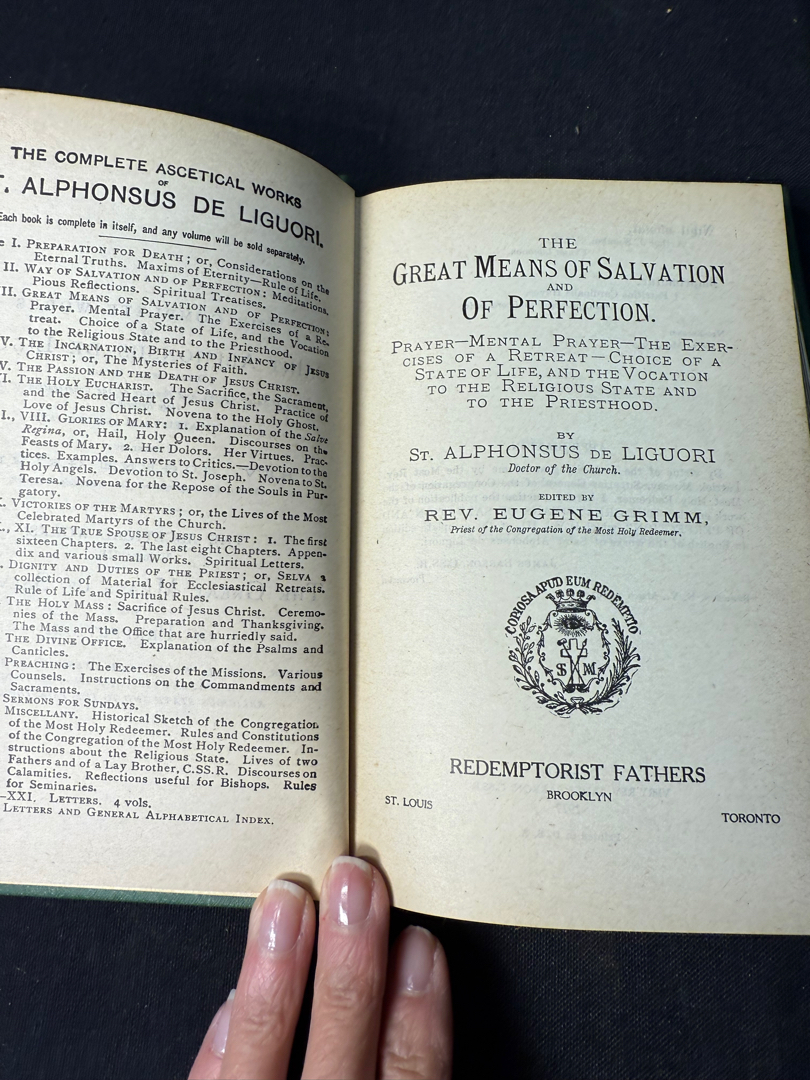 THE COMPLETE ASCETICAL WORKS
OF
T. ALPHONSUS DE LIGUORI.
Each book is complete in itself, and any volume will be sold separately.
e I. PREPARATION FOR DEATH; or, Considerations on the
Eternal Truths. Maxims of Eternity—Rule of Life.
II. WAY OF SALVATION AND OF PERFECTION: Meditations.
Pious Reflections. Spiritual Treatises.
II. GREAT MEANS OF SALVATION AND OF PERFECTION:
Prayer. Mental Prayer. The Exercises of a Re-
treat. Choice of a State of Life, and the Vocation
to the Religious State and to the Priesthood.
V. THE INCARNATION, BIRTH AND INFANCY OF JESUS
CHRIST; or, The Mysteries of Faith.
V. THE PASSION AND THE DEATH OF JESUS CHRIST.
I. THE HOLY EUCHARIST. The Sacrifice, the Sacrament,
and the Sacred Heart of Jesus Christ. Practice of
Love of Jesus Christ. Novena to the Holy Ghost.
I., VIII. GLORIES OF MARY: 1. Explanation of the Salve
Regina, or, Hail, Holy Queen. Discourses on the
Feasts of Mary. 2. Her Dolors. Her Virtues. Prac-
tices. Examples. Answers to Critics.—Devotion to the
Holy Angels. Devotion to St. Joseph. Novena to St.
Teresa. Novena for the Repose of the Souls in Pur-
gatory.
VICTORIES OF THE MARTYRS; or, the Lives of the Most
Celebrated Martyrs of the Church.
., XI. THE TRUE SPOUSE OF JESUS CHRIST: 1. The first
sixteen Chapters. 2. The last eight Chapters. Appen-
dix and various small Works. Spiritual Letters.
. DIGNITY AND DUTIES OF THE PRIEST; or, SELVA a
collection of Material for Ecclesiastical Retreats.
Rule of Life and Spiritual Rules.
THE HOLY MASS: Sacrifice of Jesus Christ. Ceremo-
nies of the Mass. Preparation and Thanksgiving.
The Mass and the Office that are hurriedly said.
THE DIVINE OFFICE. Explanation of the Psalms and
Canticles.
PREACHING: The Exercises of the Missions. Various
Counsels. Instructions on the Commandments and
Sacraments.
SERMONS FOR SUNDAYS.
MISCELLANY. Historical Sketch of the Congregation
of the Most Holy Redeemer. Rules and Constitutions
of the Congregation of the Most Holy Redeemer. In-
structions about the Religious State. Lives of two
Fathers and of a Lay Brother, C.SS.R. Discourses on
Calamities. Reflections useful for Bishops. Rules
for Seminaries.
—XXI. LETTERS. 4 vols.
LETTERS AND GENERAL ALPHABETICAL INDEX.
THE
GREAT MEANS OF SALVATION
AND
OF PERFECTION.
PRAYER—MENTAL PRAYER—THE EXER-
CISES OF A RETREAT—CHOICE OF A
STATE OF LIFE, AND THE VOCATION
TO THE RELIGIOUS STATE AND
TO THE PRIESTHOOD.
BY
ST. ALPHONSUS DE LIGUORI
Doctor of the Church.
EDITED BY
REV. EUGENE GRIMM,
Priest of the Congregation of the Most Holy Redeemer.
COPIOSA APUD EUM REDEMPTIO
S M
REDEMPTORIST FATHERS
BROOKLYN
ST. LOUIS
TORONTO